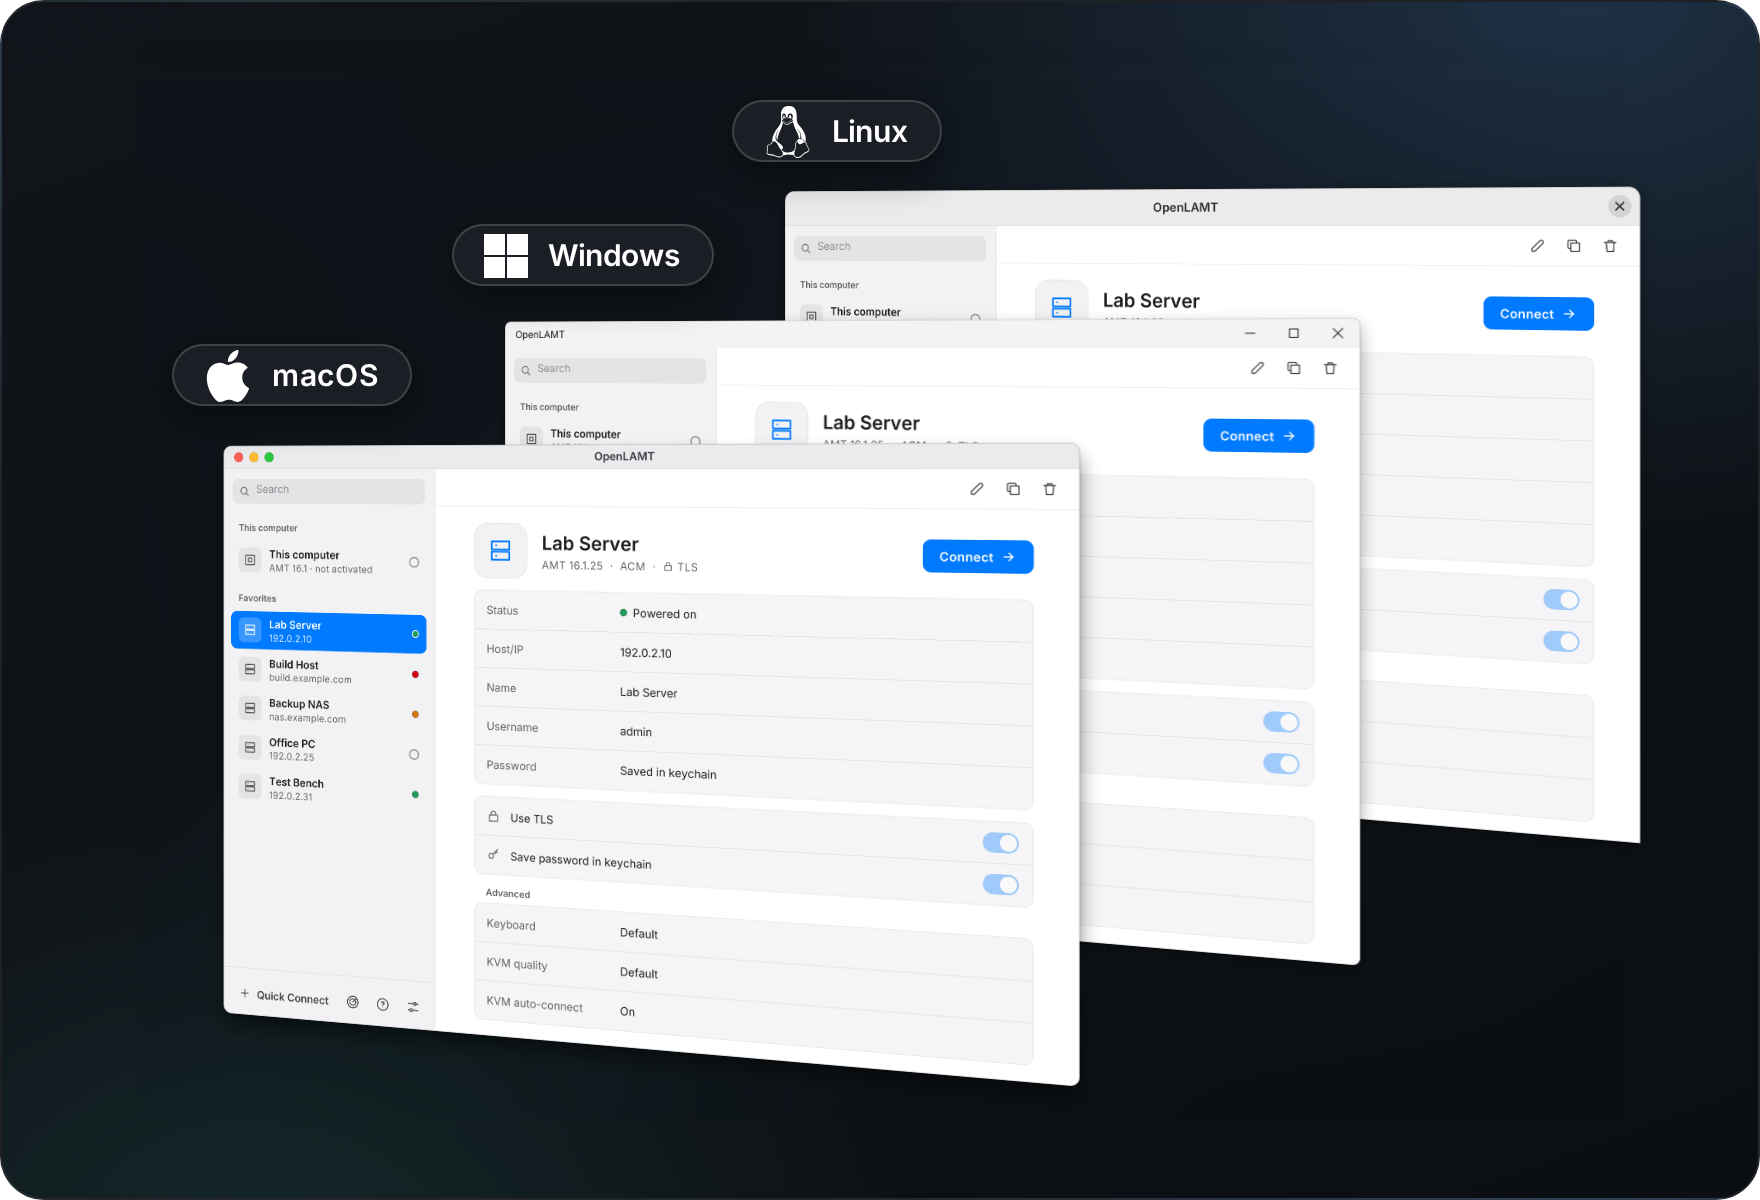 Linux
OpenLAMT
Search
This computer
This computer
Lab Server
Connect
Windows
OpenLAMT
Search
This computer
This computer
Lab Server
Connect
macOS
OpenLAMT
Search
This computer
This computer
AMT 16.1 · not activated
Favorites
Lab Server
192.0.2.10
Build Host
build.example.com
Backup NAS
nas.example.com
Office PC
192.0.2.25
Test Bench
192.0.2.31
Quick Connect
Lab Server
AMT 16.1.25 · ACM · TLS
Connect
Status Powered on
Host/IP 192.0.2.10
Name Lab Server
Username admin
Password Saved in keychain
Use TLS
Save password in keychain
Advanced
Keyboard Default
KVM quality Default
KVM auto-connect On